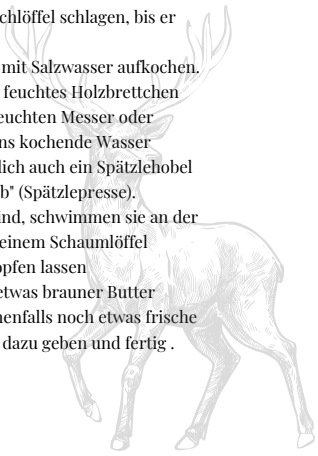 chlöffel schlagen, bis er
mit Salzwasser aufkochen.
feuchtes Holzbrettchen
euchten Messer oder
ns kochende Wasser
lich auch ein Spätzlehobel
b" (Spätzlepresse).
ind, schwimmen sie an der
einem Schaumlöffel
opfen lassen
etwas brauner Butter
nenfalls noch etwas frische
dazu geben und fertig .